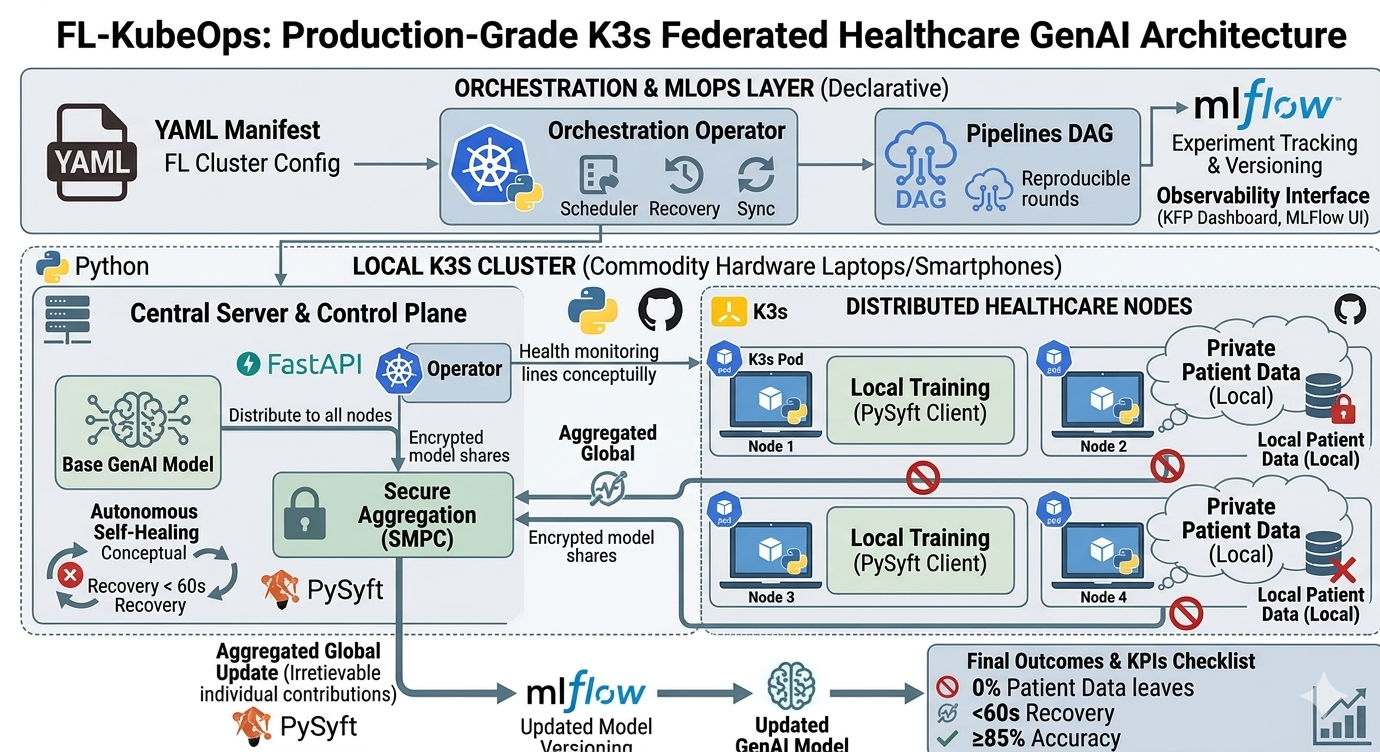 FL-KubeOps: Production-Grade K3s Federated Healthcare GenAI Architecture
ORCHESTRATION & MLOPS LAYER (Declarative)
YAML
YAML Manifest
FL Cluster Config
Orchestration Operator
Scheduler
Recovery
Sync
DAG
Pipelines DAG
Reproducible
rounds
mlflow™
Experiment Tracking
& Versioning
Observability Interface
(KFP Dashboard, MLFlow UI)
Python
LOCAL K3S CLUSTER (Commodity Hardware Laptops/Smartphones)
Central Server & Control Plane
FastAPI
Operator
Base GenAI Model
Distribute to all nodes
Encrypted
model shares
Secure
Aggregation
(SMPC)
Autonomous
Self-Healing
Conceptual
Recovery < 60s
Recovery
PySyft
Health monitoring
lines conceptuilly
Aggregated
Global
Encrypted model
shares
K3s
DISTRIBUTED HEALTHCARE NODES
pod
K3s Pod
Node 1
Local Training
(PySyft Client)
pod
Node 2
Private
Patient Data
(Local)
Local Patient
Data (Local)
pod
Node 3
Local Training
(PySyft Client)
pod
Node 4
Private
Patient Data
(Local)
Local Patient
Data (Local)
Aggregated Global
Update (Irretievable
individual contributions)
PySyft
mlflow
Updated Model
Versioning
Updated
GenAI Model
Final Outcomes & KPIs Checklist
0% Patient Data leaves
<60s Recovery
≥85% Accuracy